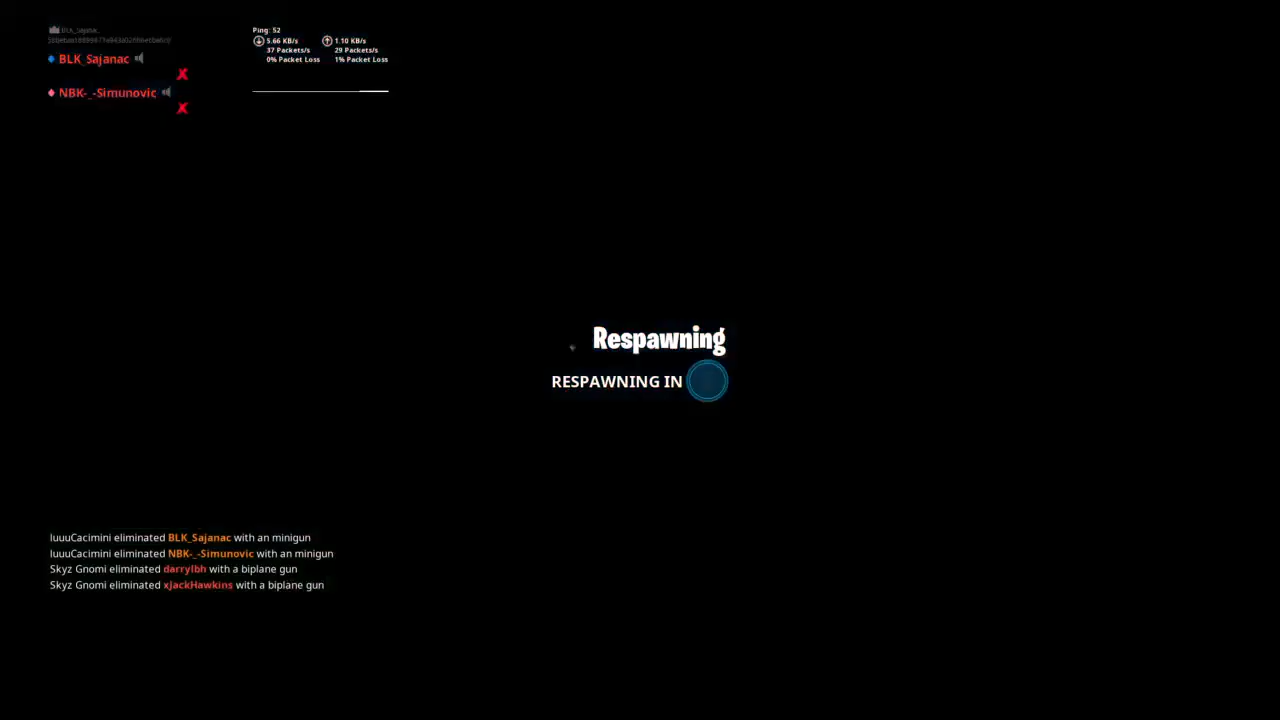 BLK_Sajanac
BLK_Sajanac
X
NBK-_-Simunovic
X
Ping: 52
5.66 KB/s 1.10 KB/s
37 Packets/s 29 Packets/s
0% Packet Loss 1% Packet Loss
Respawning
RESPAWNING IN
luuuCacimini eliminated BLK_Sajanac with an minigun
luuuCacimini eliminated NBK-_-Simunovic with an minigun
Skyz Gnomi eliminated darrylbh with a biplane gun
Skyz Gnomi eliminated xJackHawkins with a biplane gun